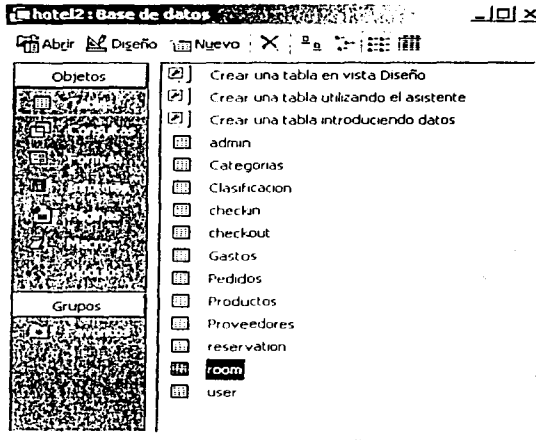 hotel2 : Base de datos
Abrir Diseño Nuevo
Objetos
Grupos
Crear una tabla en vista Diseño
Crear una tabla utilizando el asistente
Crear una tabla introduciendo datos
admin
Categorias
Clasificacion
checkin
checkout
Gastos
Pedidos
Productos
Proveedores
reservation
room
user